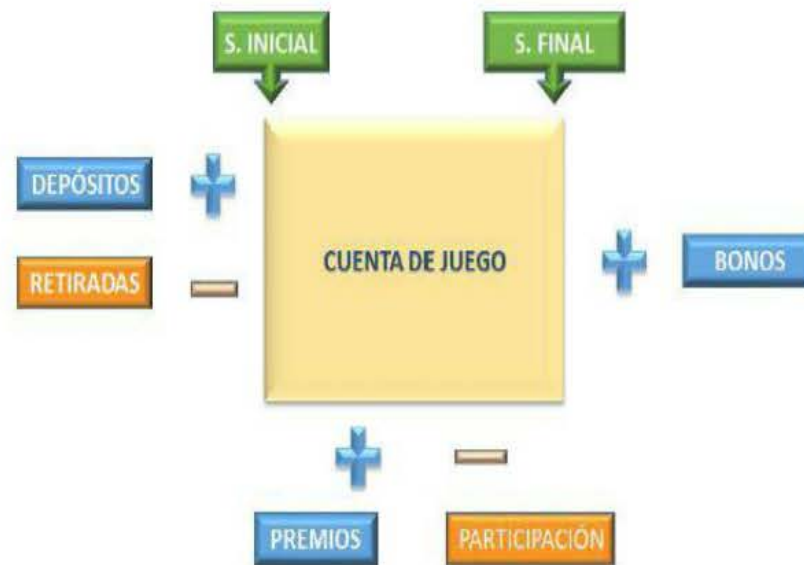 S. INICIAL
S. FINAL
DEPÓSITOS
RETIRADAS
CUENTA DE JUEGO
BONOS
PREMIOS
PARTICIPACIÓN